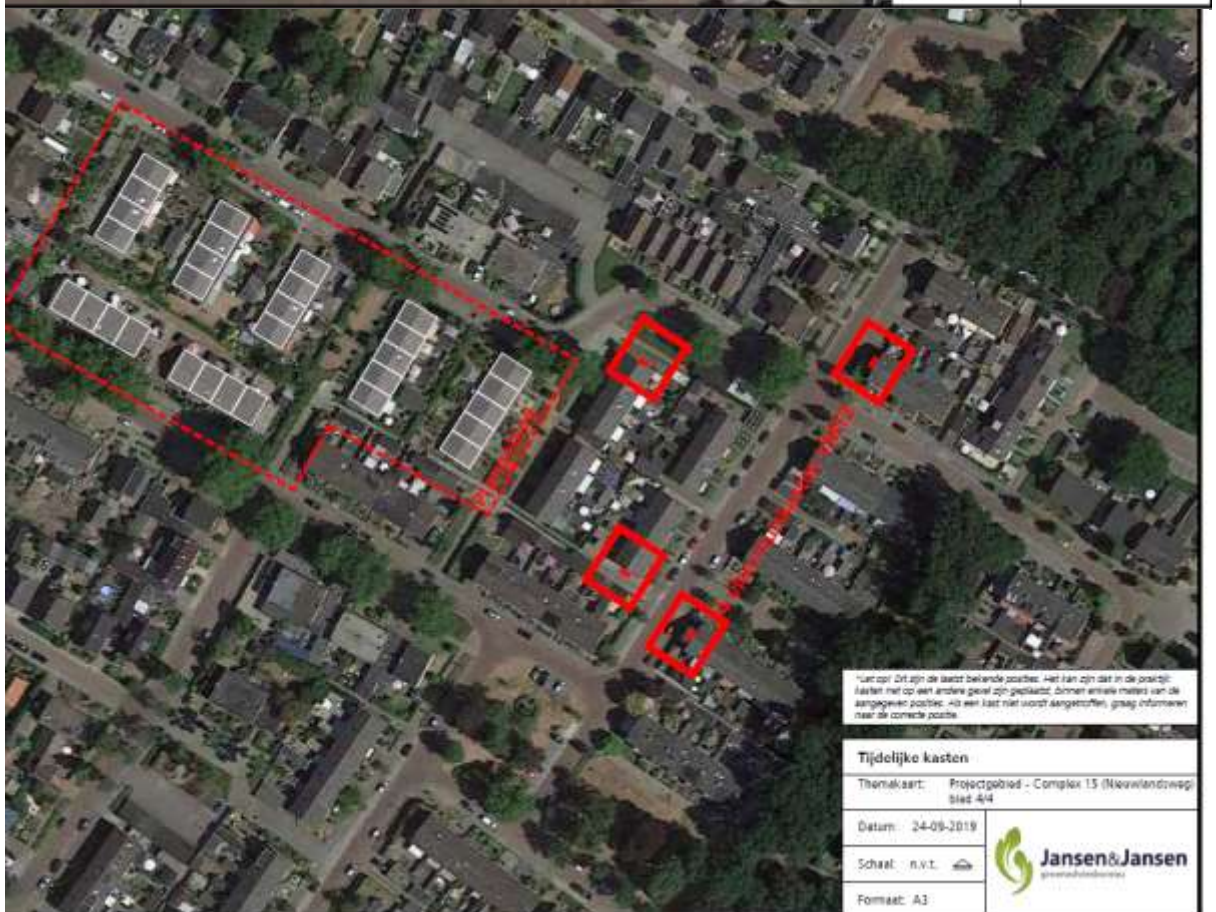 *Let op! Dit zijn de laatst bekende posities. Het kan zijn dat in de praktijk
kasten net op een andere gevel zijn geplaatst, binnen enkele meters van de
aangegeven posities. Als een kast niet wordt aangetroffen, graag informeren
naar de correcte positie.
Tijdelijke kasten
Themakaart: Projectgebied - Complex 15 (Nieuwlandsweg)
blad 4/4
Datum: 24-09-2019
Schaal: n.v.t.
Jansen&Jansen
groenadviesbureau
Formaat: A3